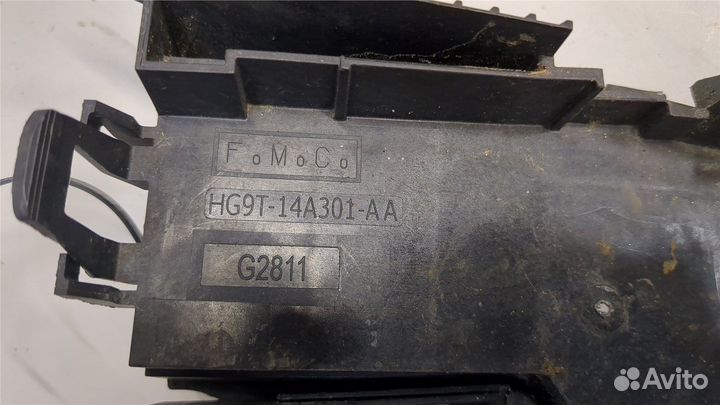 FoMoCo
HG9T-14A301-AA
G2811
Avito